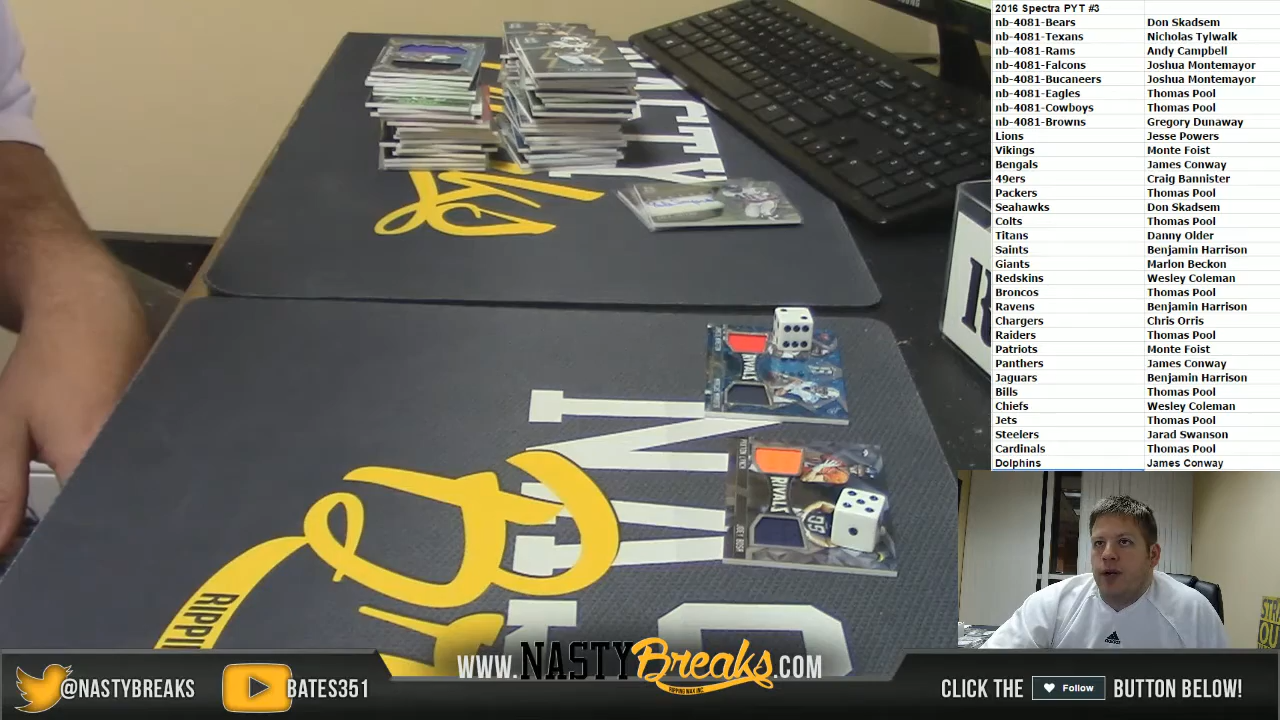 2016 Spectra PYT #3
nb-4081-Bears Don Skadsem
nb-4081-Texans Nicholas Tylwalk
nb-4081-Rams Andy Campbell
nb-4081-Falcons Joshua Montemayor
nb-4081-Bucaneers Joshua Montemayor
nb-4081-Eagles Thomas Pool
nb-4081-Cowboys Thomas Pool
nb-4081-Browns Gregory Dunaway
Lions Jesse Powers
Vikings Monte Foist
Bengals James Conway
49ers Craig Bannister
Packers Thomas Pool
Seahawks Don Skadsem
Colts Thomas Pool
Titans Danny Older
Saints Benjamin Harrison
Giants Marlon Beckon
Redskins Wesley Coleman
Broncos Thomas Pool
Ravens Benjamin Harrison
Chargers Chris Orris
Raiders Thomas Pool
Patriots Monte Foist
Panthers James Conway
Jaguars Benjamin Harrison
Bills Thomas Pool
Chiefs Wesley Coleman
Jets Thomas Pool
Steelers Jarad Swanson
Cardinals Thomas Pool
Dolphins James Conway
RIVALS
RIVALS
RIPPI
@NASTYBREAKS
BATES351
WWW.NASTYBreaks.COM
RIPPING WAX INC.
CLICK THE Follow BUTTON BELOW!